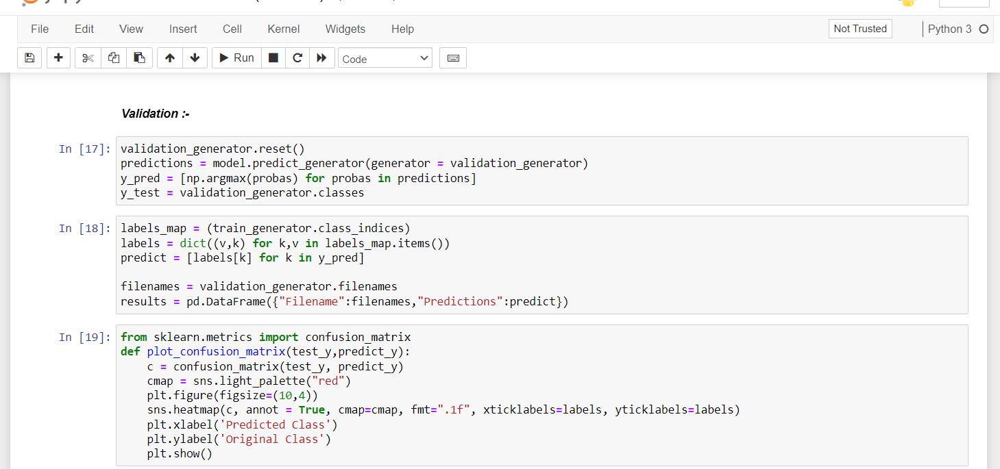 File Edit View Insert Cell Kernel Widgets Help Not Trusted Python 3
Run Code
Validation :-
In [17]: validation_generator.reset()
predictions = model.predict_generator(generator = validation_generator)
y_pred = [np.argmax(probas) for probas in predictions]
y_test = validation_generator.classes
In [18]: labels_map = (train_generator.class_indices)
labels = dict((v,k) for k,v in labels_map.items())
predict = [labels[k] for k in y_pred]
filenames = validation_generator.filenames
results = pd.DataFrame({"Filename":filenames,"Predictions":predict})
In [19]: from sklearn.metrics import confusion_matrix
def plot_confusion_matrix(test_y,predict_y):
    c = confusion_matrix(test_y, predict_y)
    cmap = sns.light_palette("red")
    plt.figure(figsize=(10,4))
    sns.heatmap(c, annot = True, cmap=cmap, fmt=".1f", xticklabels=labels, yticklabels=labels)
    plt.xlabel('Predicted Class')
    plt.ylabel('Original Class')
    plt.show()